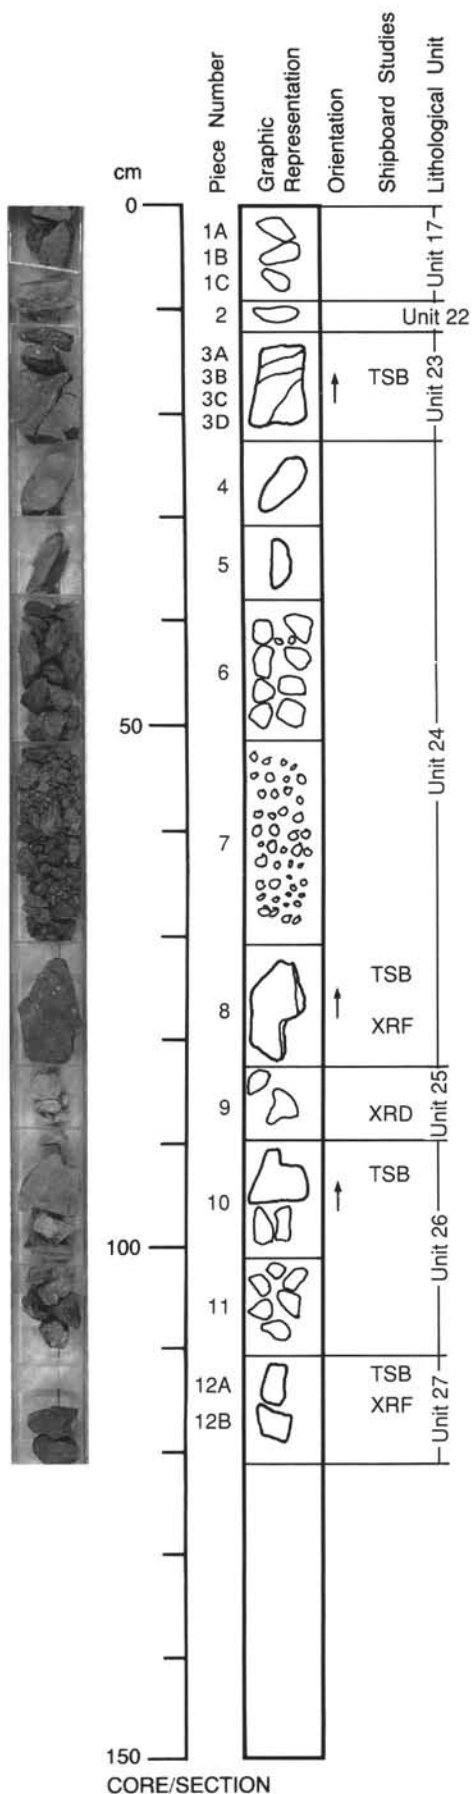 cm
Piece Number
Graphic
Representation
Orientation
Shipboard Studies
Lithological Unit
0
1A
1B
1C
Unit 17
2
Unit 22
3A
3B
3C
3D
TSB
Unit 23
4
5
6
50
Unit 24
7
8
TSB
XRF
9
XRD
Unit 25
10
TSB
100
Unit 26
11
12A
12B
TSB
XRF
Unit 27
150
CORE/SECTION